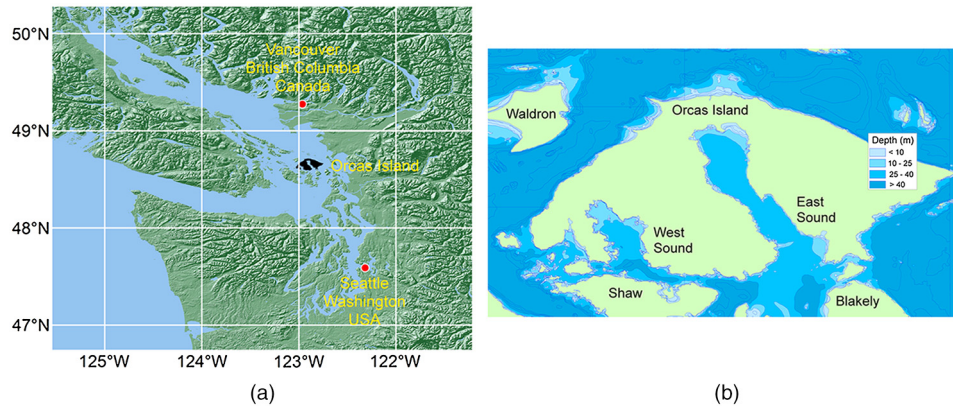 50°N
49°N
48°N
47°N
Vancouver
British Columbia
Canada
Orcas Island
Seattle
Washington
USA
125°W
124°W
123°W
122°W
(a)
Waldron
Orcas Island
Depth (m)
< 10
10 - 25
25 - 40
> 40
East
Sound
West
Sound
Shaw
Blakely
(b)